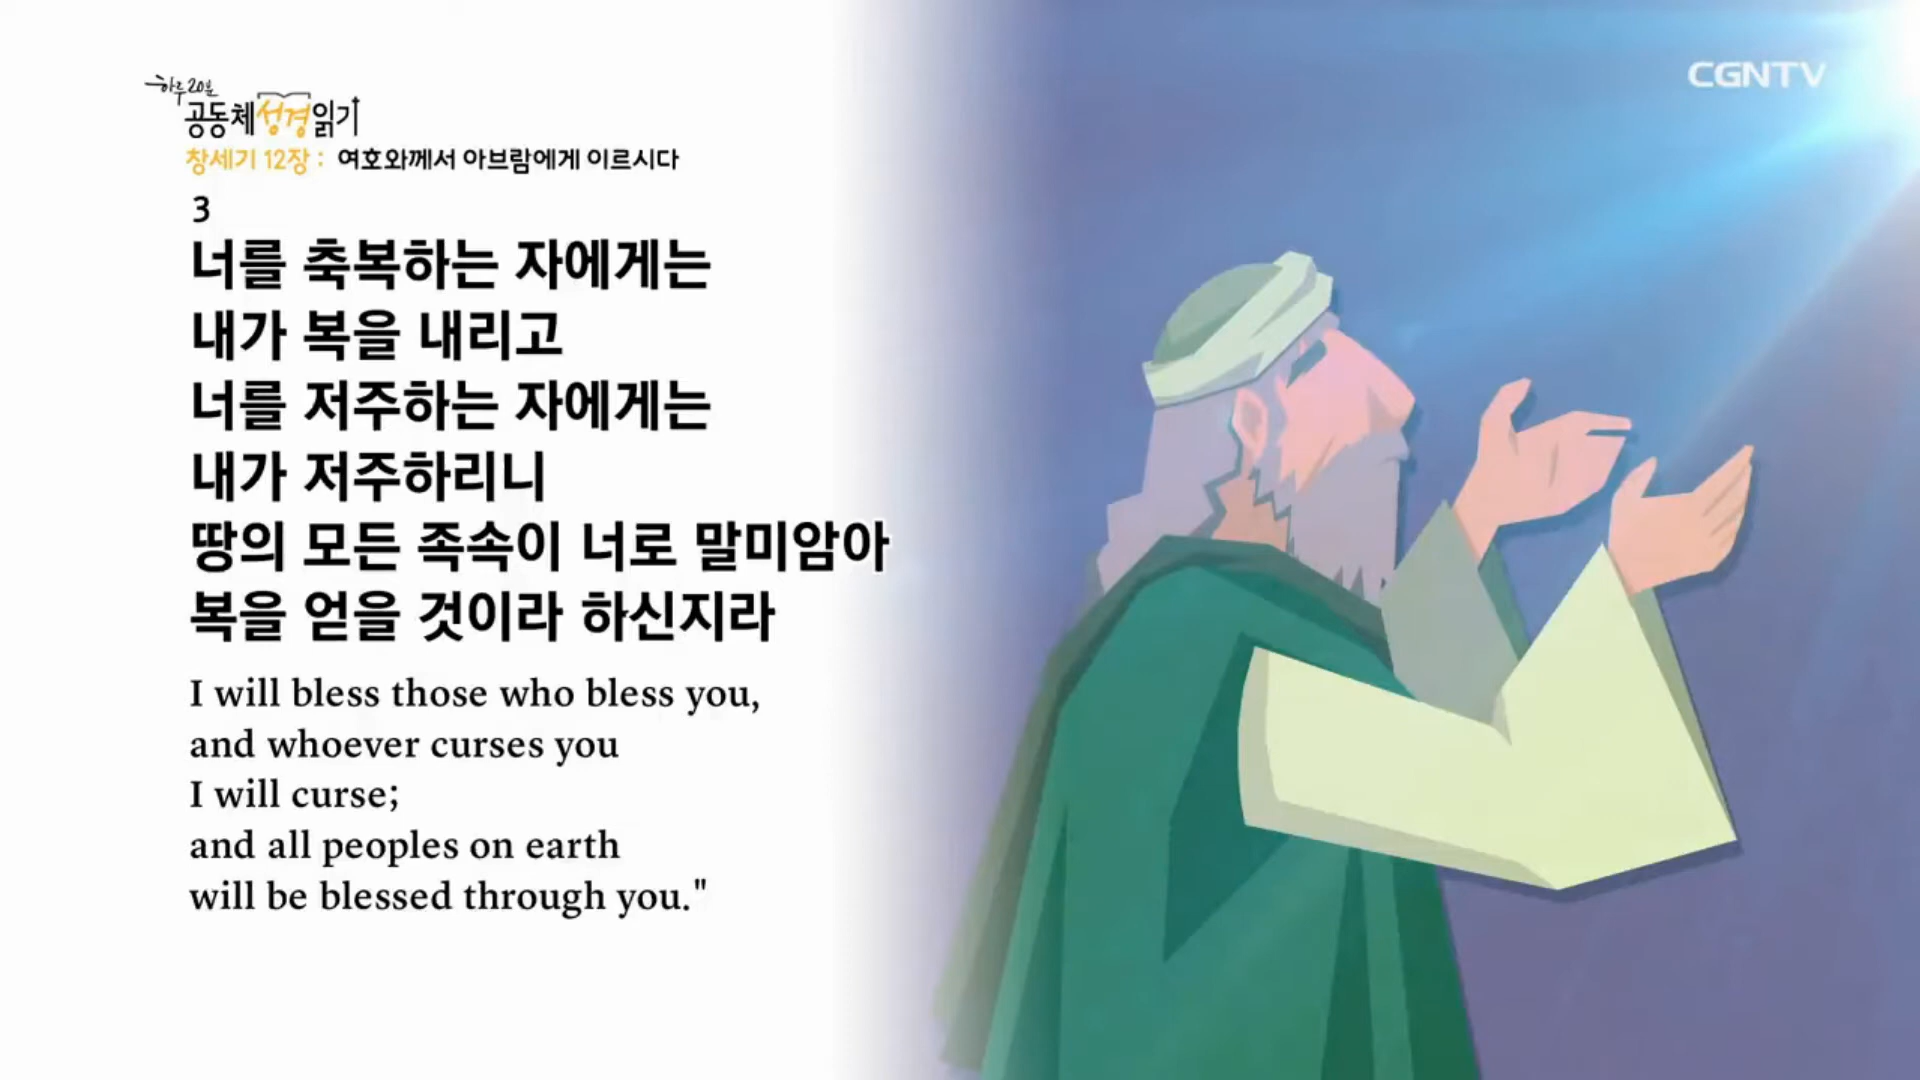 하루 20분
공동체성경읽기
창세기 12장 : 여호와께서 아브람에게 이르시다
CGNTV
3
너를 축복하는 자에게는
내가 복을 내리고
너를 저주하는 자에게는
내가 저주하리니
땅의 모든 족속이 너로 말미암아
복을 얻을 것이라 하신지라
I will bless those who bless you,
and whoever curses you
I will curse;
and all peoples on earth
will be blessed through you."